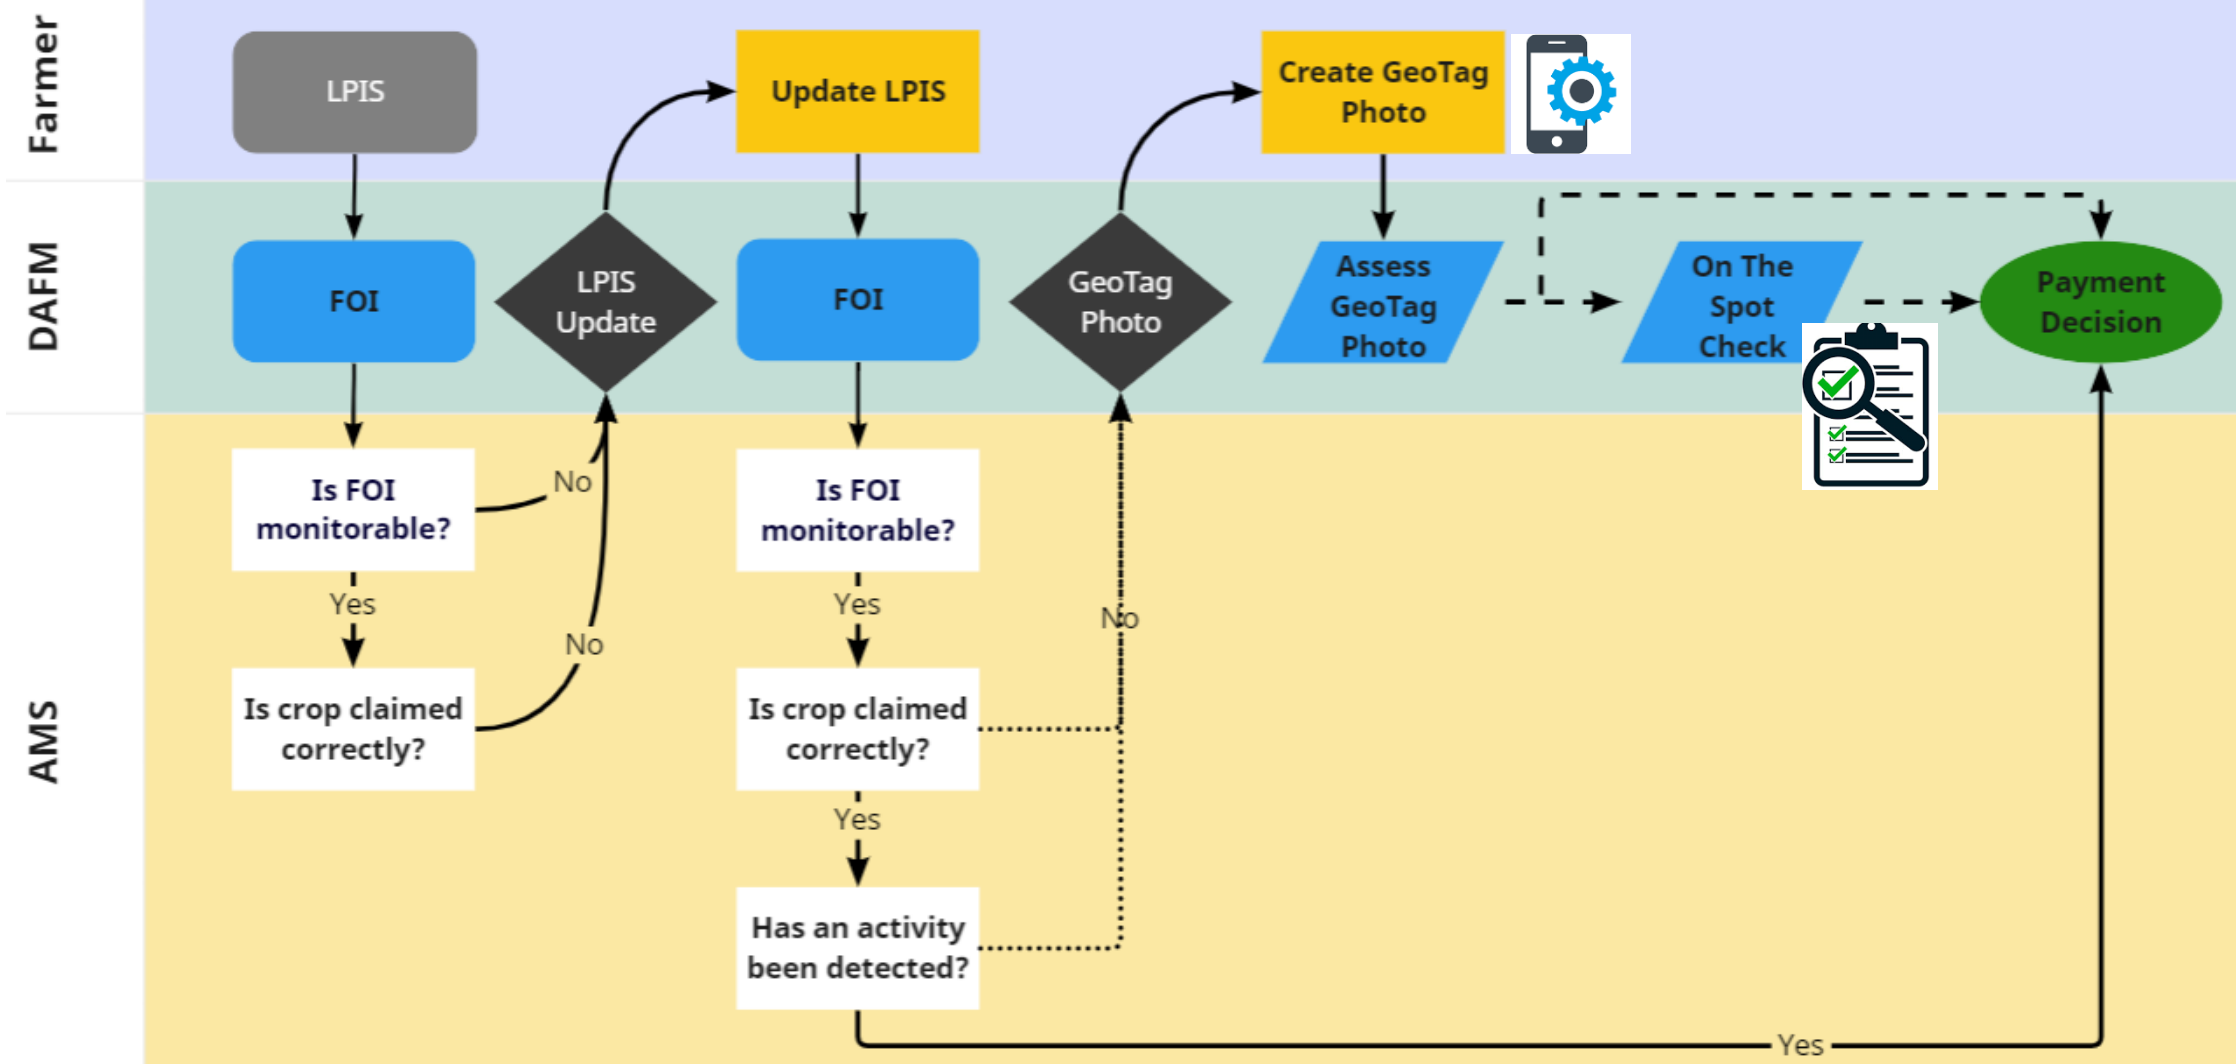 Farmer
LPIS
Update LPIS
Create GeoTag
Photo
DAFM
FOI
LPIS
Update
FOI
GeoTag
Photo
Assess
GeoTag
Photo
On The
Spot
Check
Payment
Decision
AMS
Is FOI
monitorable?
No
Yes
Is crop claimed
correctly?
No
Is FOI
monitorable?
Yes
Is crop claimed
correctly?
No
Yes
Has an activity
been detected?
Yes